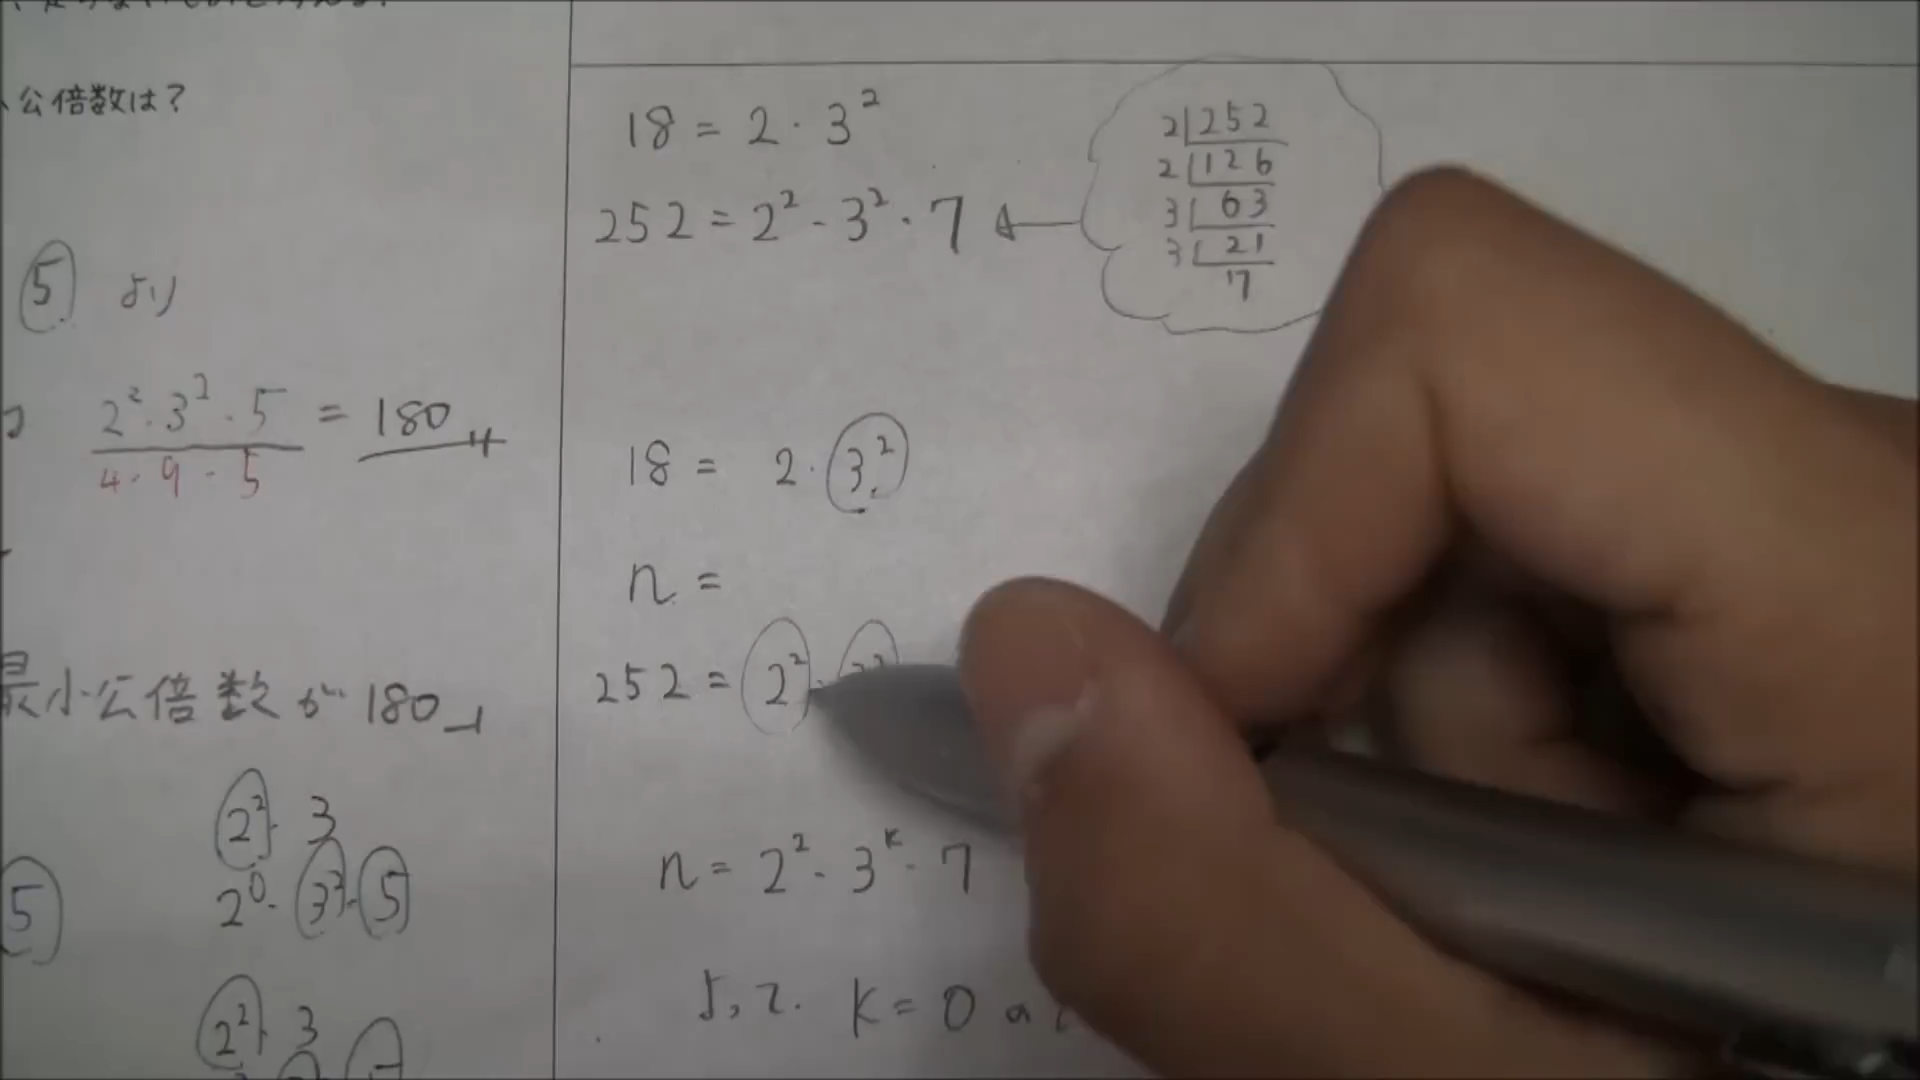 公倍数は?
⑤ より
2²・3²・5 = 180
4・9・5
最小公倍数が 180
2²・3
2⁰・3²・5
⑤
2²・3
18 = 2・3²
252 = 2²・3²・7
2|252
2|126
3|63
3|21
7
18 = 2・3²
n =
252 = 2²・3²
n = 2²・3ᵏ・7
よって. k = 0 のと